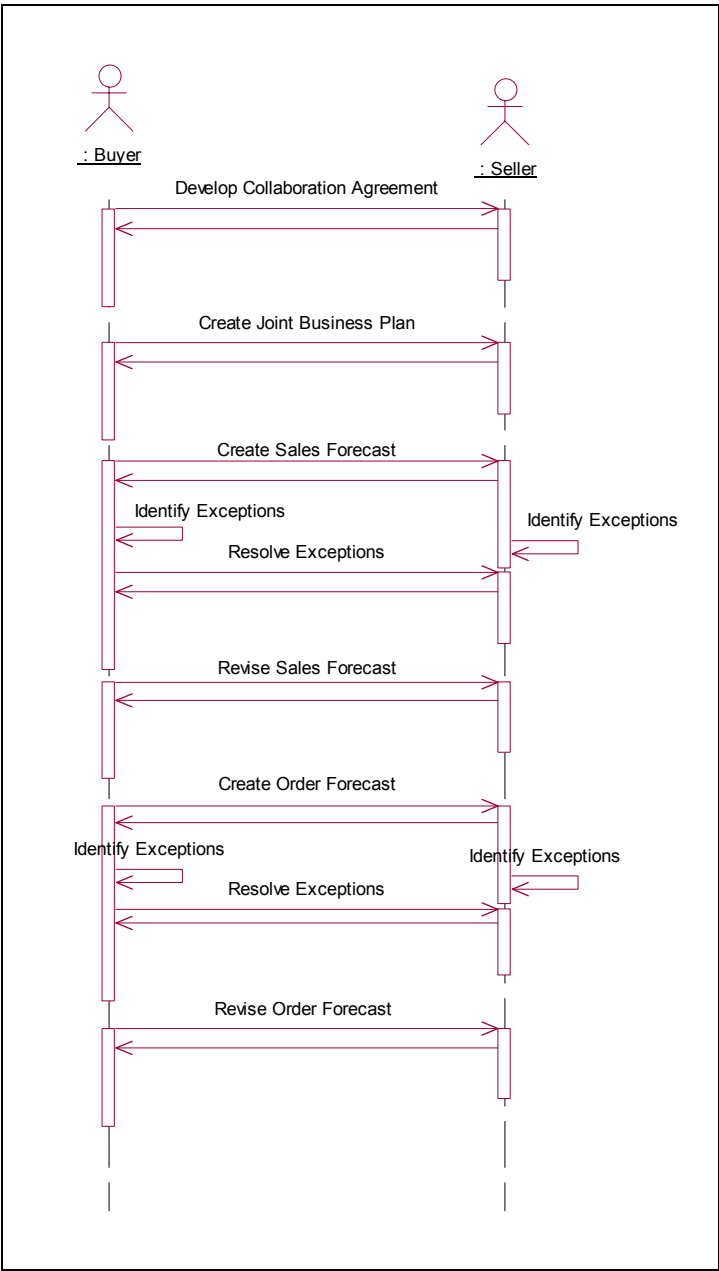 : Buyer
: Seller
Develop Collaboration Agreement
Create Joint Business Plan
Create Sales Forecast
Identify Exceptions
Identify Exceptions
Resolve Exceptions
Revise Sales Forecast
Create Order Forecast
Identify Exceptions
Identify Exceptions
Resolve Exceptions
Revise Order Forecast